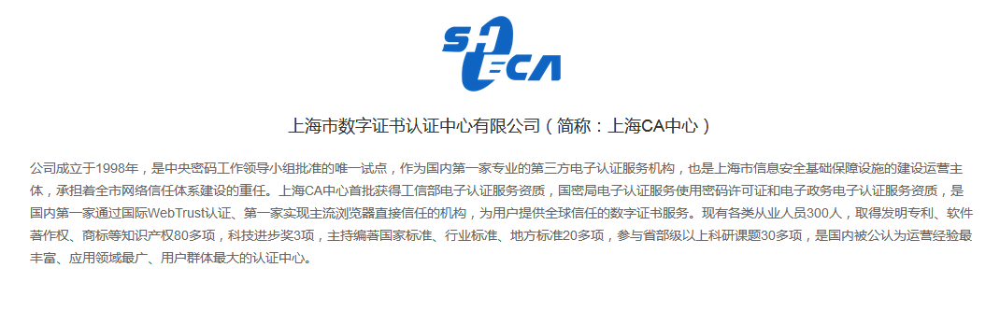 SHECA
上海市数字证书认证中心有限公司（简称：上海CA中心）
公司成立于1998年，是中央密码工作领导小组批准的唯一试点，作为国内第一家专业的第三方电子认证服务机构，也是上海市信息安全基础保障设施的建设运营主
体，承担着全市网络信任体系建设的重任。上海CA中心首批获得工信部电子认证服务资质，国密局电子认证服务使用密码许可证和电子政务电子认证服务资质，是
国内第一家通过国际WebTrust认证、第一家实现主流浏览器直接信任的机构，为用户提供全球信任的数字证书服务。现有各类从业人员300人，取得发明专利、软件
著作权、商标等知识产权80多项，科技进步奖3项，主持编著国家标准、行业标准、地方标准20多项，参与省部级以上科研课题30多项，是国内被公认为运营经验最
丰富、应用领域最广、用户群体最大的认证中心。